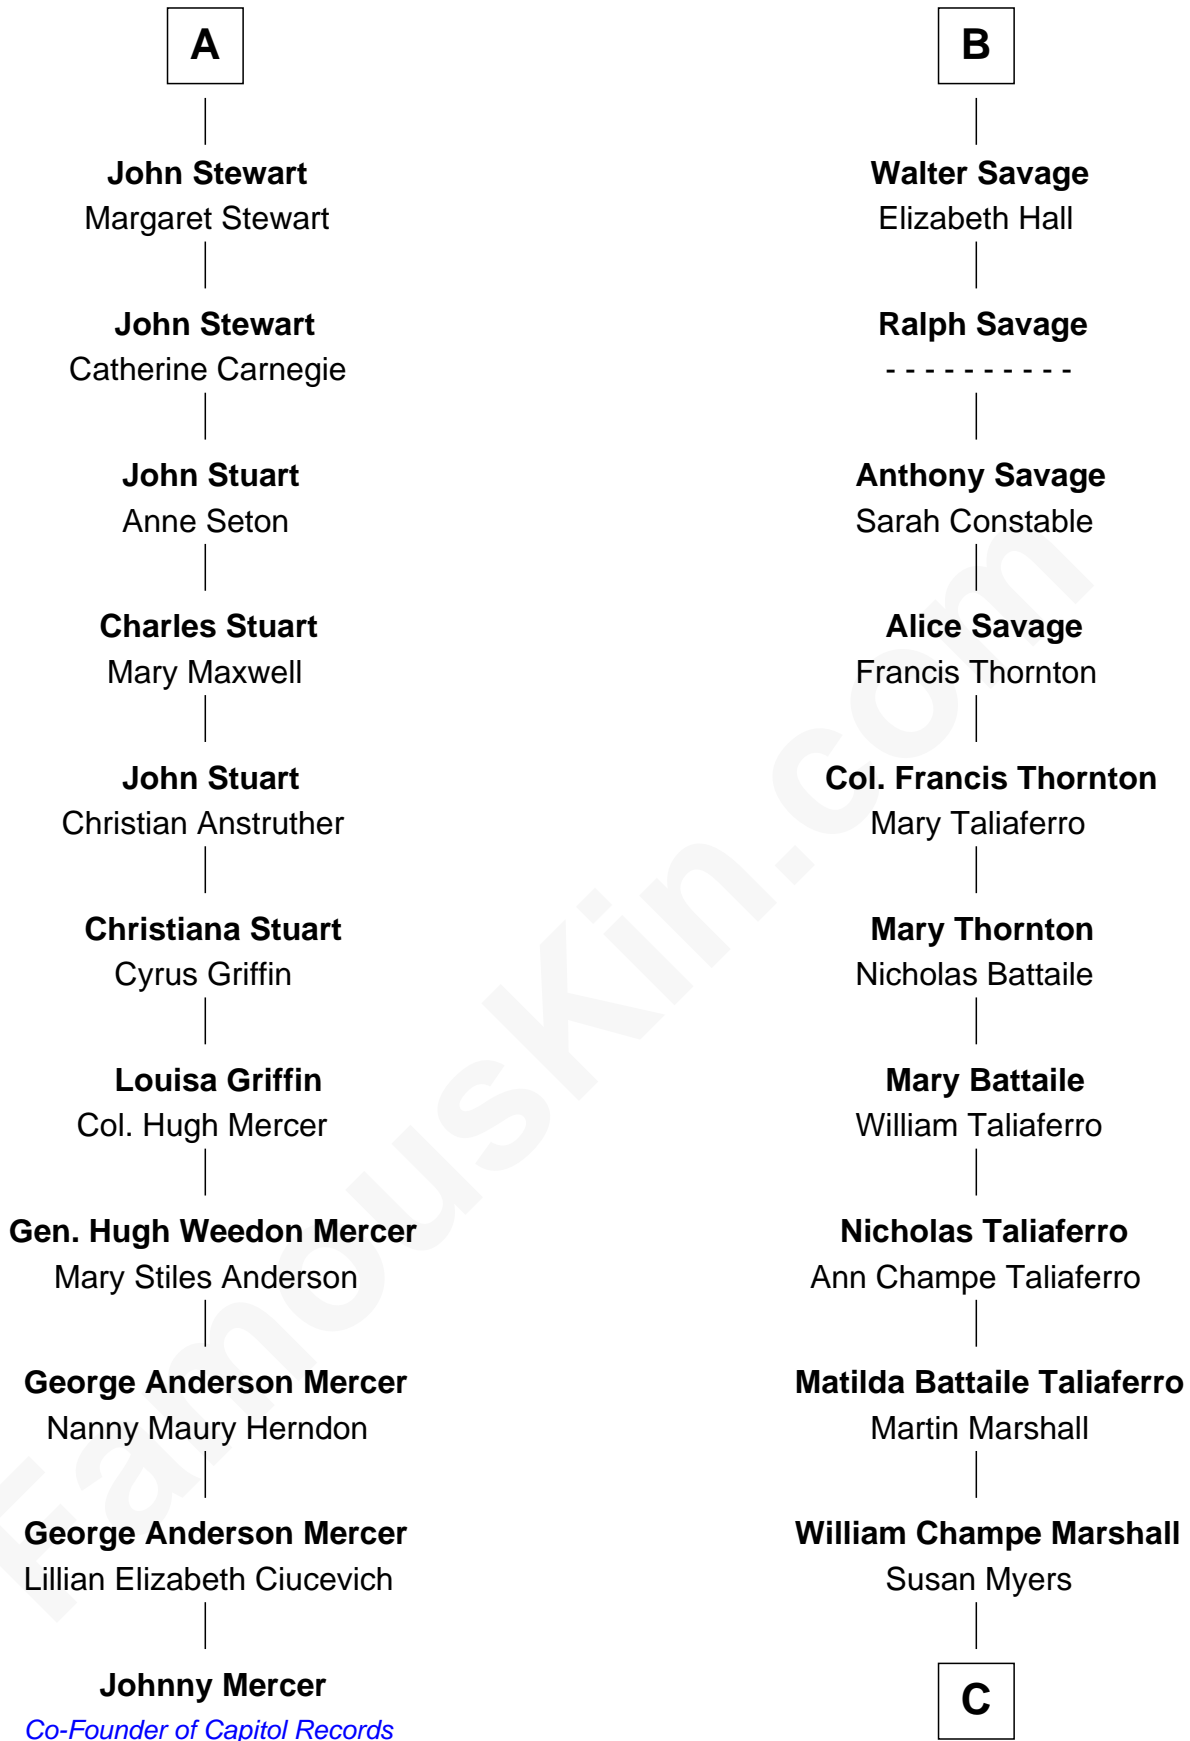 A
John Stewart
Margaret Stewart
John Stewart
Catherine Carnegie
John Stuart
Anne Seton
Charles Stuart
Mary Maxwell
John Stuart
Christian Anstruther
Christiana Stuart
Cyrus Griffin
Louisa Griffin
Col. Hugh Mercer
Gen. Hugh Weedon Mercer
Mary Stiles Anderson
George Anderson Mercer
Nanny Maury Herndon
George Anderson Mercer
Lillian Elizabeth Ciucevich
Johnny Mercer
Co-Founder of Capitol Records
B
Walter Savage
Elizabeth Hall
Ralph Savage
- - - - - - - - - -
Anthony Savage
Sarah Constable
Alice Savage
Francis Thornton
Col. Francis Thornton
Mary Taliaferro
Mary Thornton
Nicholas Battaile
Mary Battaile
William Taliaferro
Nicholas Taliaferro
Ann Champe Taliaferro
Matilda Battaile Taliaferro
Martin Marshall
William Champe Marshall
Susan Myers
C
FamousKin.com